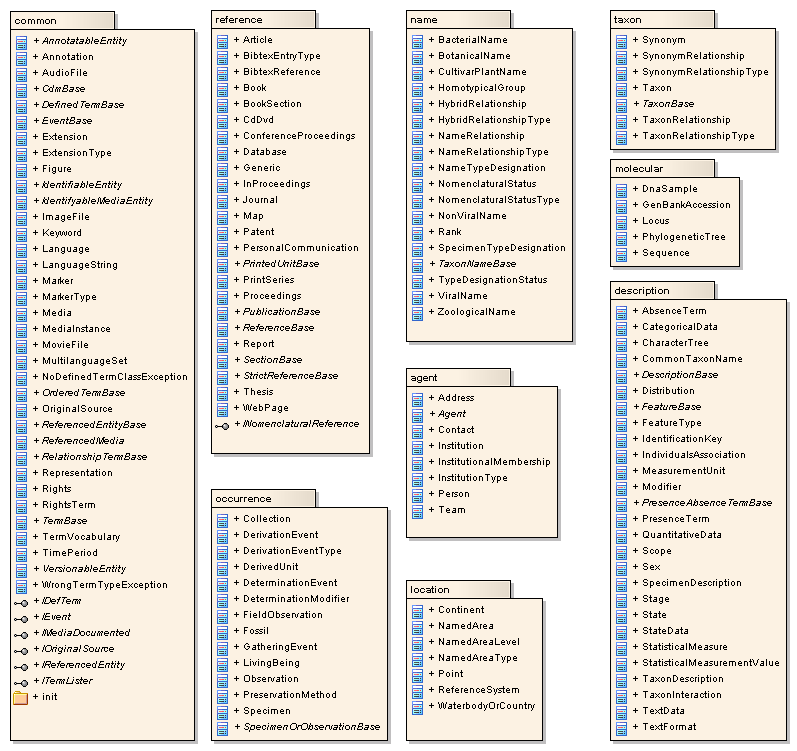 common
+ AnnotatableEntity
+ Annotation
+ AudioFile
+ CdmBase
+ DefinedTermBase
+ EventBase
+ Extension
+ ExtensionType
+ Figure
+ IdentifiableEntity
+ IdentifyableMediaEntity
+ ImageFile
+ Keyword
+ Language
+ LanguageString
+ Marker
+ MarkerType
+ Media
+ MediaInstance
+ MovieFile
+ MultilanguageSet
+ NoDefinedTermClassException
+ OrderedTermBase
+ OriginalSource
+ ReferencedEntityBase
+ ReferencedMedia
+ RelationshipTermBase
+ Representation
+ Rights
+ RightsTerm
+ TermBase
+ TermVocabulary
+ TimePeriod
+ VersionableEntity
+ WrongTermTypeException
+ IDefTerm
+ IEvent
+ IMediaDocumented
+ IOriginalSource
+ IReferencedEntity
+ ITermLister
+ init
reference
+ Article
+ BibtexEntryType
+ BibtexReference
+ Book
+ BookSection
+ CdDvd
+ ConferenceProceedings
+ Database
+ Generic
+ InProceedings
+ Journal
+ Map
+ Patent
+ PersonalCommunication
+ PrintedUnitBase
+ PrintSeries
+ Proceedings
+ PublicationBase
+ ReferenceBase
+ Report
+ SectionBase
+ StrictReferenceBase
+ Thesis
+ WebPage
+ INomenclaturalReference
occurrence
+ Collection
+ DerivationEvent
+ DerivationEventType
+ DerivedUnit
+ DeterminationEvent
+ DeterminationModifier
+ FieldObservation
+ Fossil
+ GatheringEvent
+ LivingBeing
+ Observation
+ PreservationMethod
+ Specimen
+ SpecimenOrObservationBase
name
+ BacterialName
+ BotanicalName
+ CultivarPlantName
+ HomotypicalGroup
+ HybridRelationship
+ HybridRelationshipType
+ NameRelationship
+ NameRelationshipType
+ NameTypeDesignation
+ NomenclaturalStatus
+ NomenclaturalStatusType
+ NonViralName
+ Rank
+ SpecimenTypeDesignation
+ TaxonNameBase
+ TypeDesignationStatus
+ ViralName
+ ZoologicalName
agent
+ Address
+ Agent
+ Contact
+ Institution
+ InstitutionalMembership
+ InstitutionType
+ Person
+ Team
location
+ Continent
+ NamedArea
+ NamedAreaLevel
+ NamedAreaType
+ Point
+ ReferenceSystem
+ WaterbodyOrCountry
taxon
+ Synonym
+ SynonymRelationship
+ SynonymRelationshipType
+ Taxon
+ TaxonBase
+ TaxonRelationship
+ TaxonRelationshipType
molecular
+ DnaSample
+ GenBankAccession
+ Locus
+ PhylogeneticTree
+ Sequence
description
+ AbsenceTerm
+ CategoricalData
+ CharacterTree
+ CommonTaxonName
+ DescriptionBase
+ Distribution
+ FeatureBase
+ FeatureType
+ IdentificationKey
+ IndividualsAssociation
+ MeasurementUnit
+ Modifier
+ PresenceAbsenceTermBase
+ PresenceTerm
+ QuantitativeData
+ Scope
+ Sex
+ SpecimenDescription
+ Stage
+ State
+ StateData
+ StatisticalMeasure
+ StatisticalMeasurementValue
+ TaxonDescription
+ TaxonInteraction
+ TextData
+ TextFormat